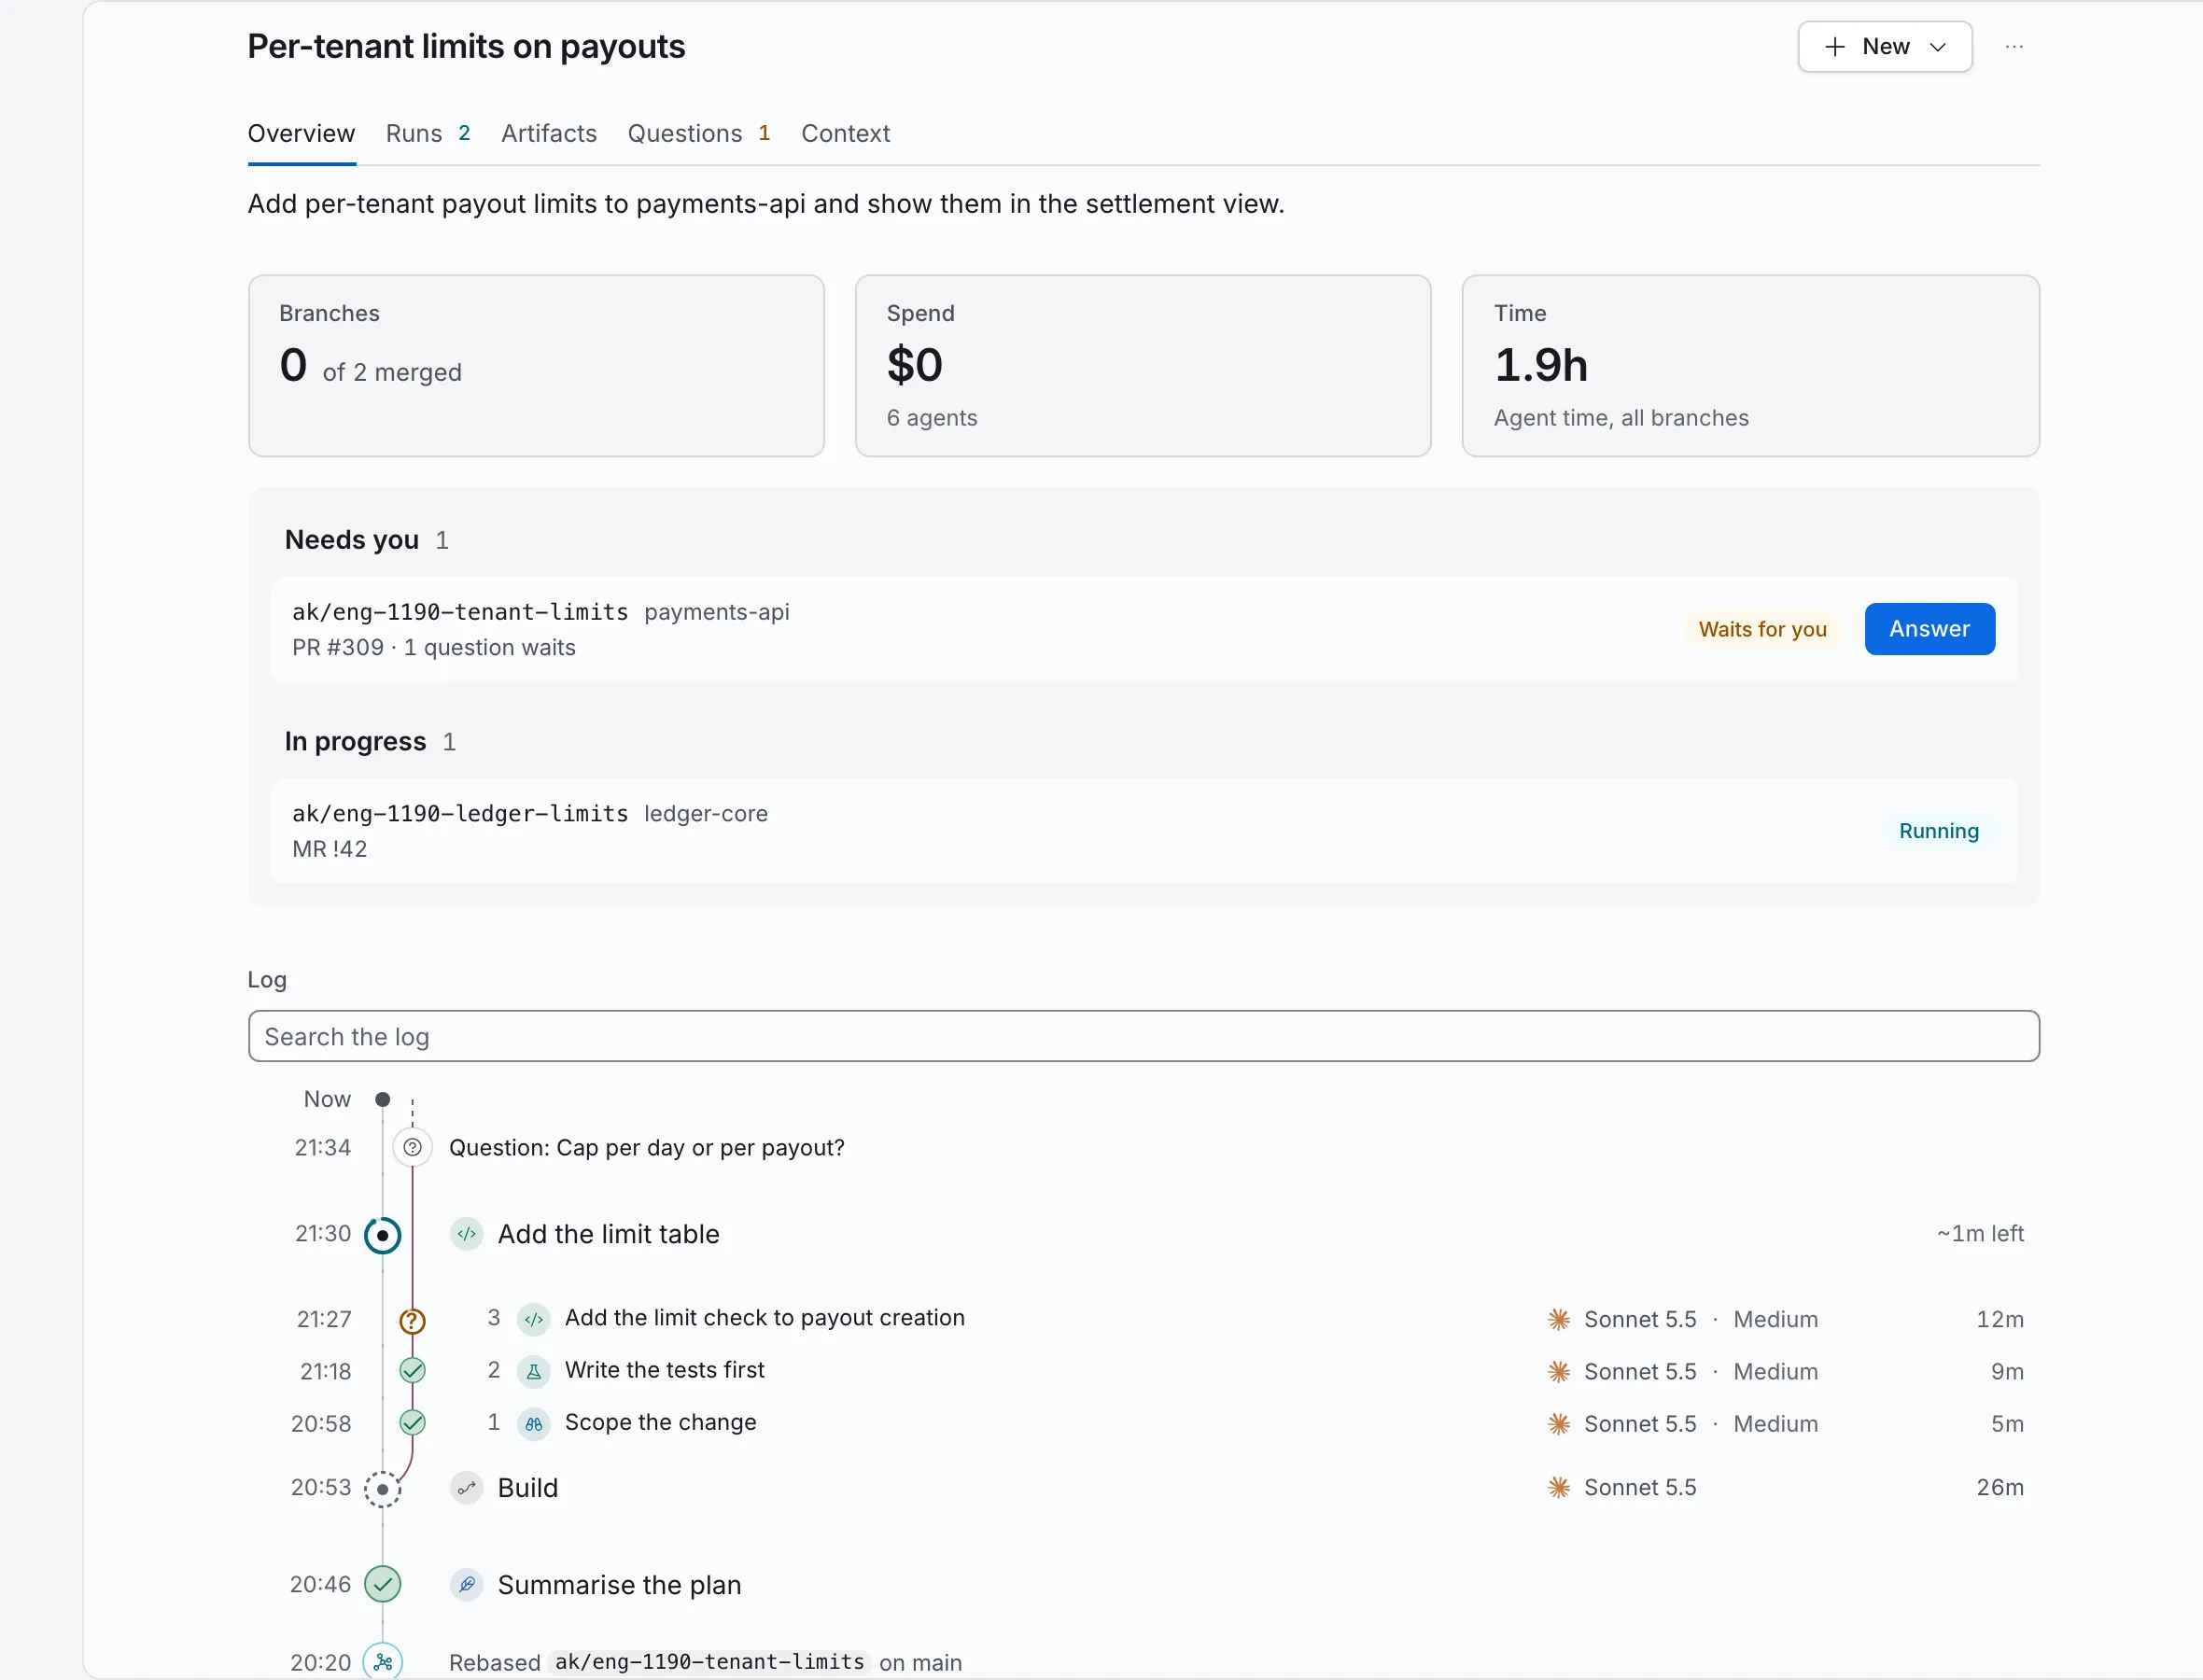 Per-tenant limits on payouts
New
Overview Runs 2 Artifacts Questions 1 Context
Add per-tenant payout limits to payments-api and show them in the settlement view.
Branches
0 of 2 merged
Spend
$0
6 agents
Time
1.9h
Agent time, all branches
Needs you 1
ak/eng-1190-tenant-limits payments-api
PR #309 · 1 question waits
Waits for you
Answer
In progress 1
ak/eng-1190-ledger-limits ledger-core
MR !42
Running
Log
Search the log
Now
21:34 Question: Cap per day or per payout?
21:30 Add the limit table ~1m left
21:27 3 Add the limit check to payout creation Sonnet 5.5 · Medium 12m
21:18 2 Write the tests first Sonnet 5.5 · Medium 9m
20:58 1 Scope the change Sonnet 5.5 · Medium 5m
20:53 Build Sonnet 5.5 26m
20:46 Summarise the plan
20:20 Rebased ak/eng-1190-tenant-limits on main